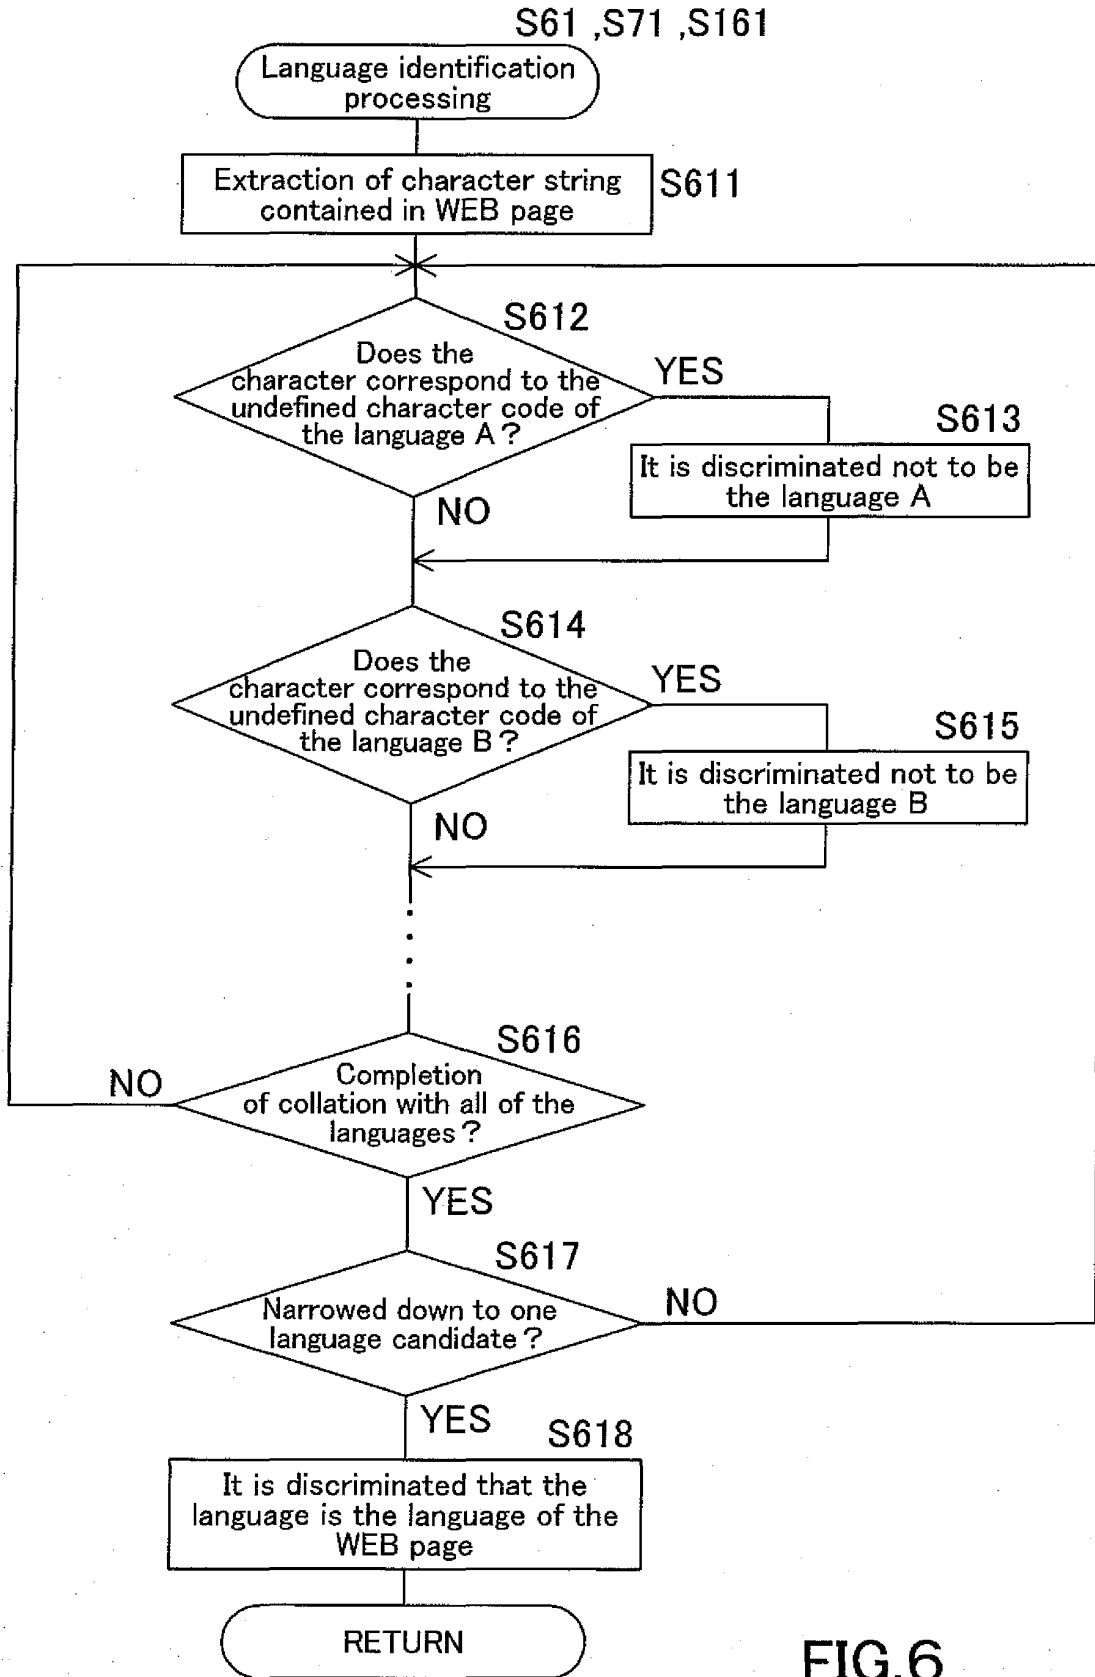 S61 ,S71 ,S161
Language identification
processing
Extraction of character string
contained in WEB page
S611
S612
Does the
character correspond to the
undefined character code of
the language A?
YES
S613
It is discriminated not to be
the language A
NO
S614
Does the
character correspond to the
undefined character code of
the language B?
YES
S615
It is discriminated not to be
the language B
NO
S616
Completion
of collation with all of the
languages?
NO
YES
S617
Narrowed down to one
language candidate?
NO
YES
S618
It is discriminated that the
language is the language of the
WEB page
RETURN
FIG.6